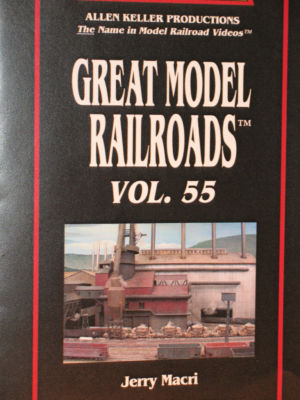 ALLEN KELLER PRODUCTIONS
The Name in Model Railroad Videos™
GREAT MODEL
RAILROADS™
VOL. 55
Jerry Macri